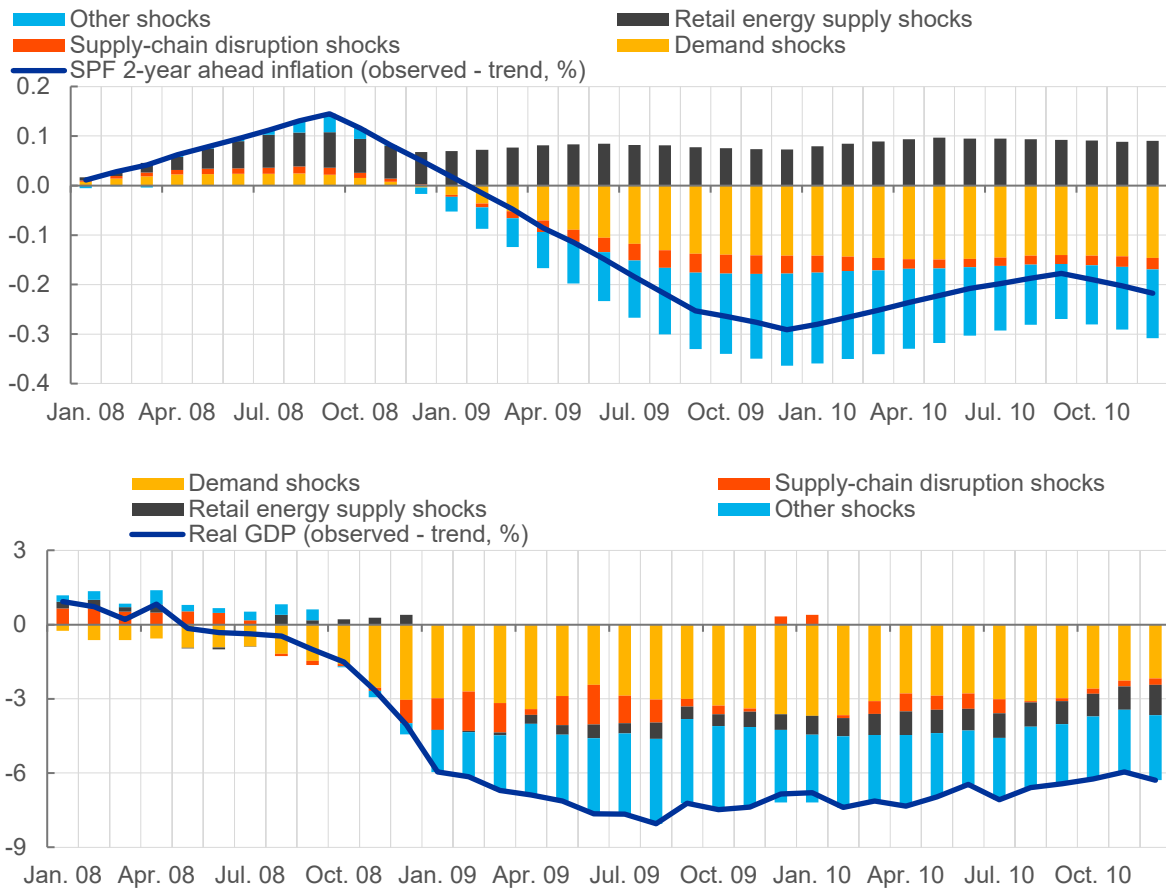 Other shocks Retail energy supply shocks
Supply-chain disruption shocks Demand shocks
SPF 2-year ahead inflation (observed - trend, %)
0.2
0.1
0.0
-0.1
-0.2
-0.3
-0.4
Jan. 08 Apr. 08 Jul. 08 Oct. 08 Jan. 09 Apr. 09 Jul. 09 Oct. 09 Jan. 10 Apr. 10 Jul. 10 Oct. 10
Demand shocks Supply-chain disruption shocks
Retail energy supply shocks Other shocks
Real GDP (observed - trend, %)
3
0
-3
-6
-9
Jan. 08 Apr. 08 Jul. 08 Oct. 08 Jan. 09 Apr. 09 Jul. 09 Oct. 09 Jan. 10 Apr. 10 Jul. 10 Oct. 10